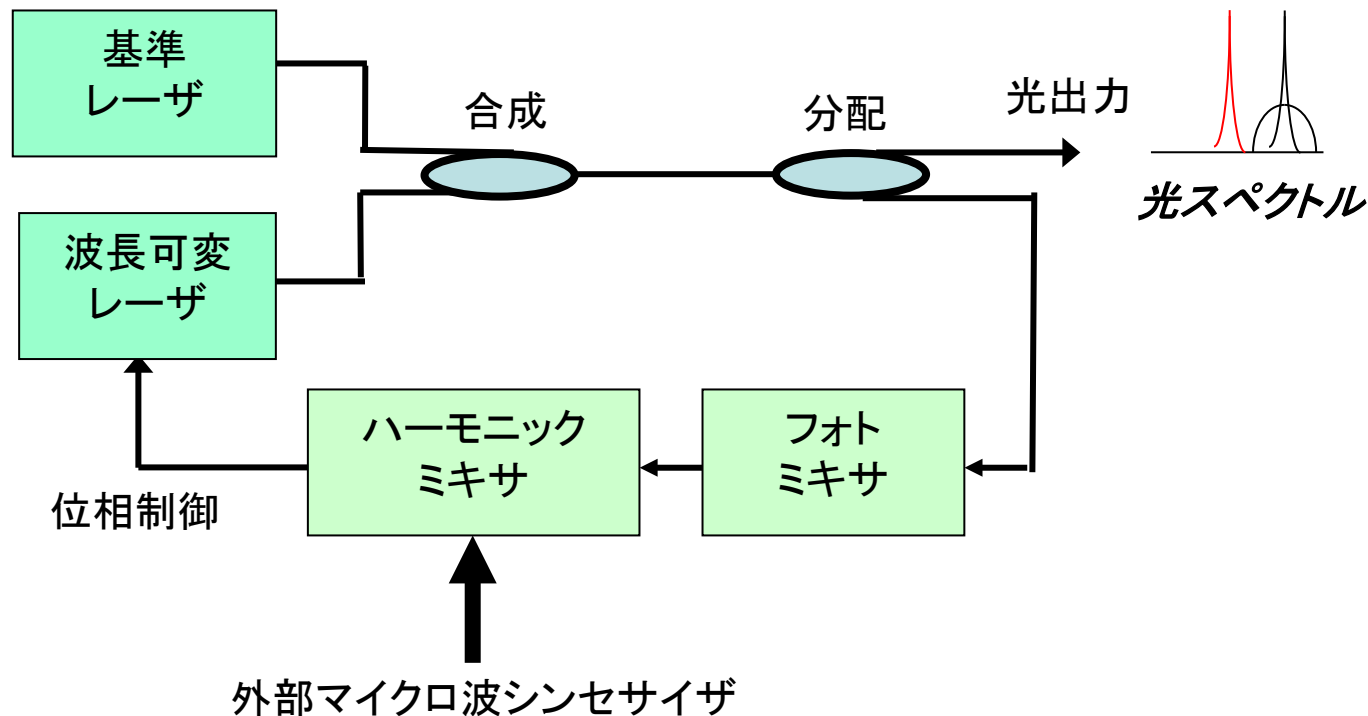 基準
レーザ
合成
分配
光出力
光スペクトル
波長可変
レーザ
ハーモニック
ミキサ
フォト
ミキサ
位相制御
外部マイクロ波シンセサイザ